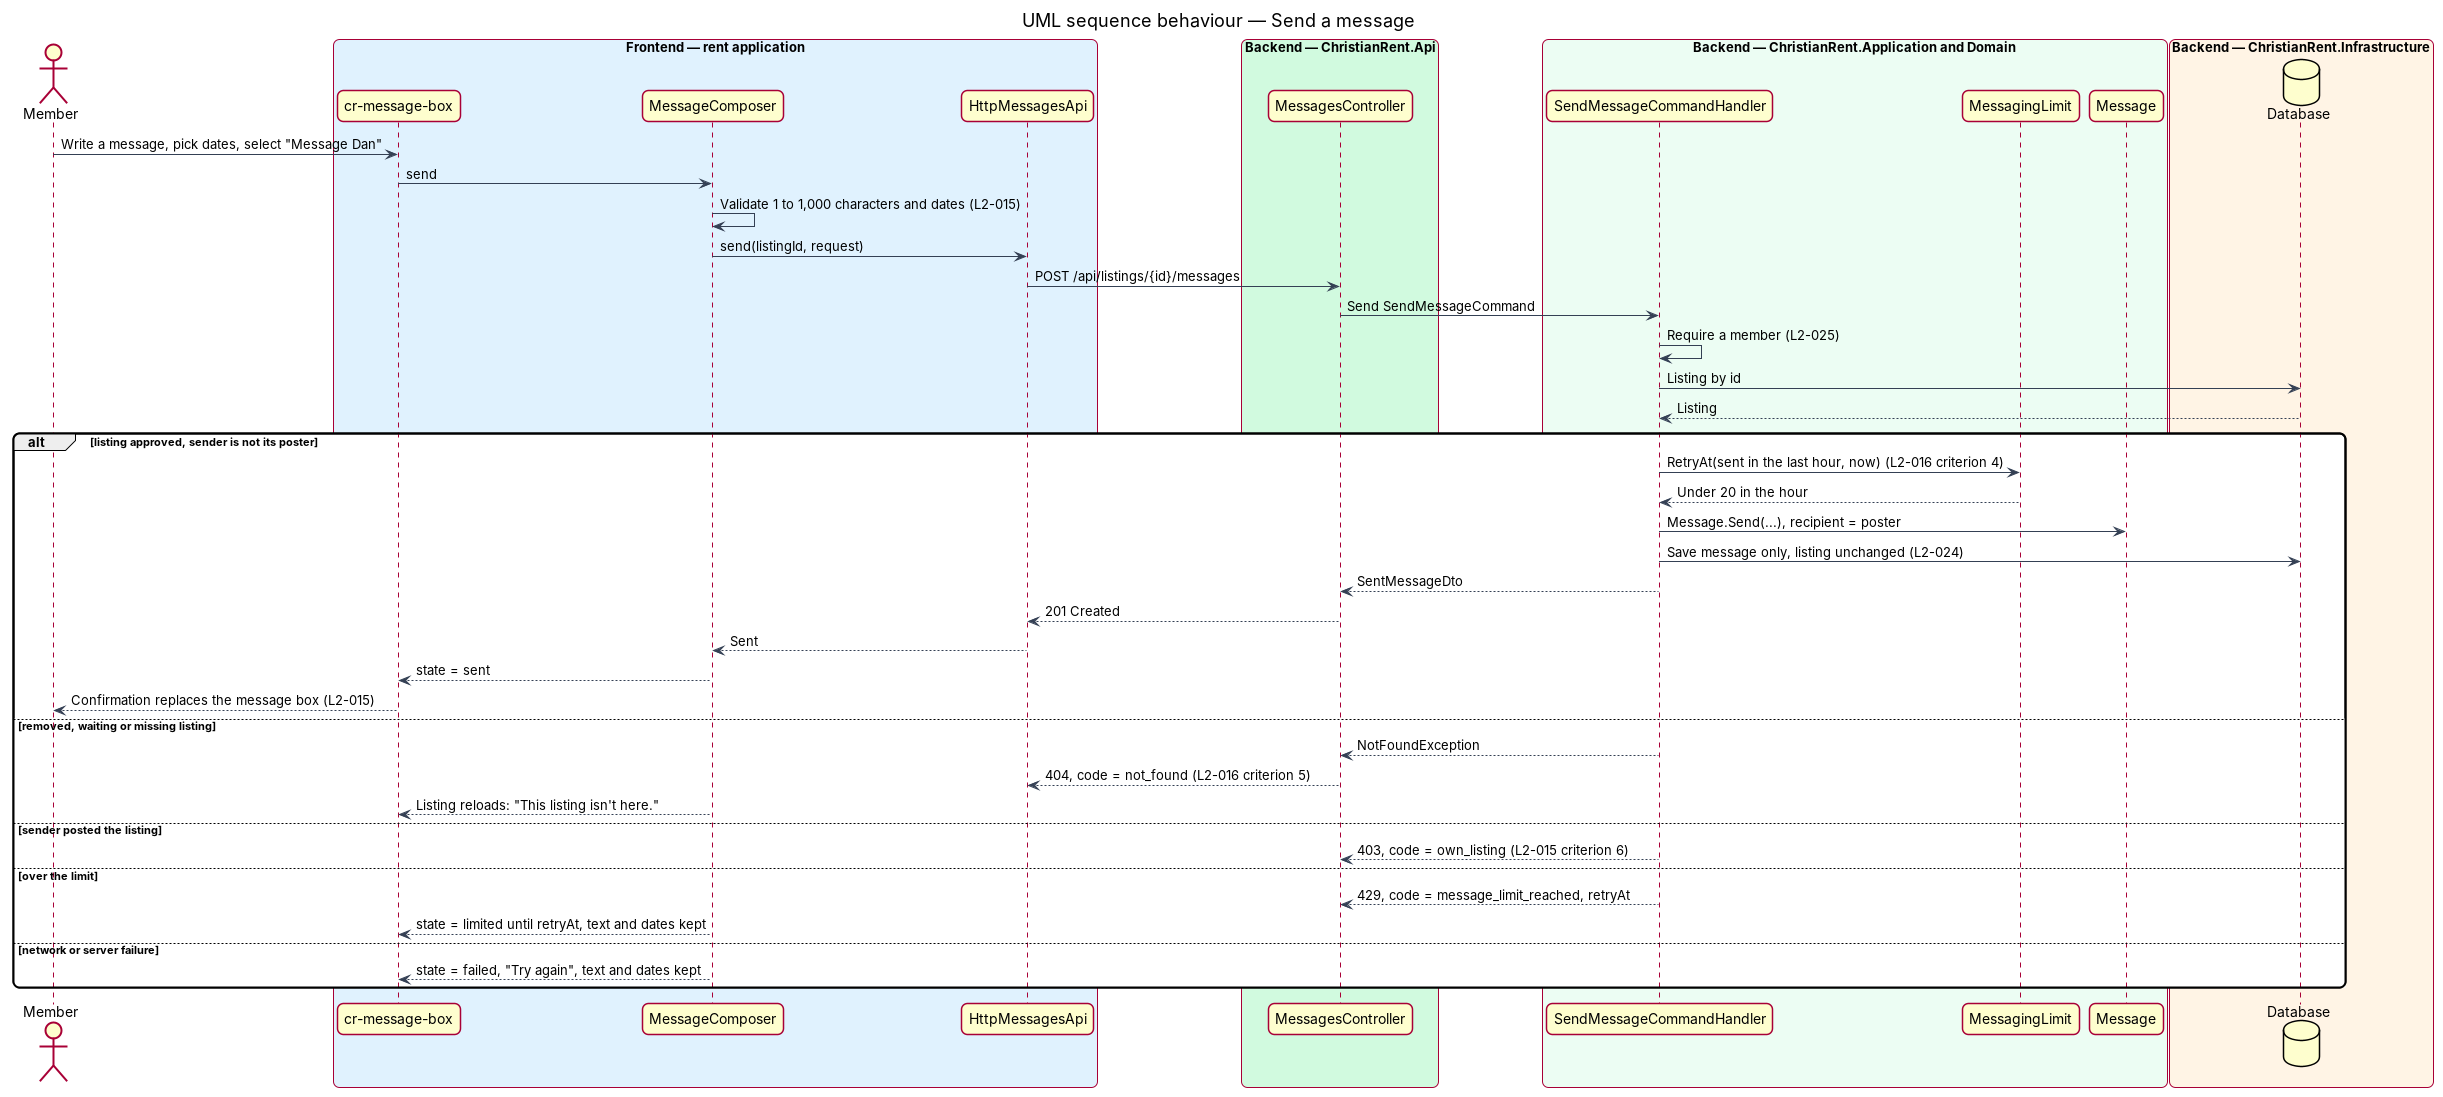 UML sequence behaviour — Send a message
Frontend — rent application
Backend — ChristianRent.Api
Backend — ChristianRent.Application and Domain
Backend — ChristianRent.Infrastructure
Member
cr-message-box
MessageComposer
HttpMessagesApi
MessagesController
SendMessageCommandHandler
MessagingLimit
Message
Database
Write a message, pick dates, select "Message Dan"
send
Validate 1 to 1,000 characters and dates (L2-015)
send(listingId, request)
POST /api/listings/{id}/messages
Send SendMessageCommand
Require a member (L2-025)
Listing by id
Listing
alt
[listing approved, sender is not its poster]
RetryAt(sent in the last hour, now) (L2-016 criterion 4)
Under 20 in the hour
Message.Send(...), recipient = poster
Save message only, listing unchanged (L2-024)
SentMessageDto
201 Created
Sent
state = sent
Confirmation replaces the message box (L2-015)
[removed, waiting or missing listing]
NotFoundException
404, code = not_found (L2-016 criterion 5)
Listing reloads: "This listing isn't here."
[sender posted the listing]
403, code = own_listing (L2-015 criterion 6)
[over the limit]
429, code = message_limit_reached, retryAt
state = limited until retryAt, text and dates kept
[network or server failure]
state = failed, "Try again", text and dates kept
Member
cr-message-box
MessageComposer
HttpMessagesApi
MessagesController
SendMessageCommandHandler
MessagingLimit
Message
Database